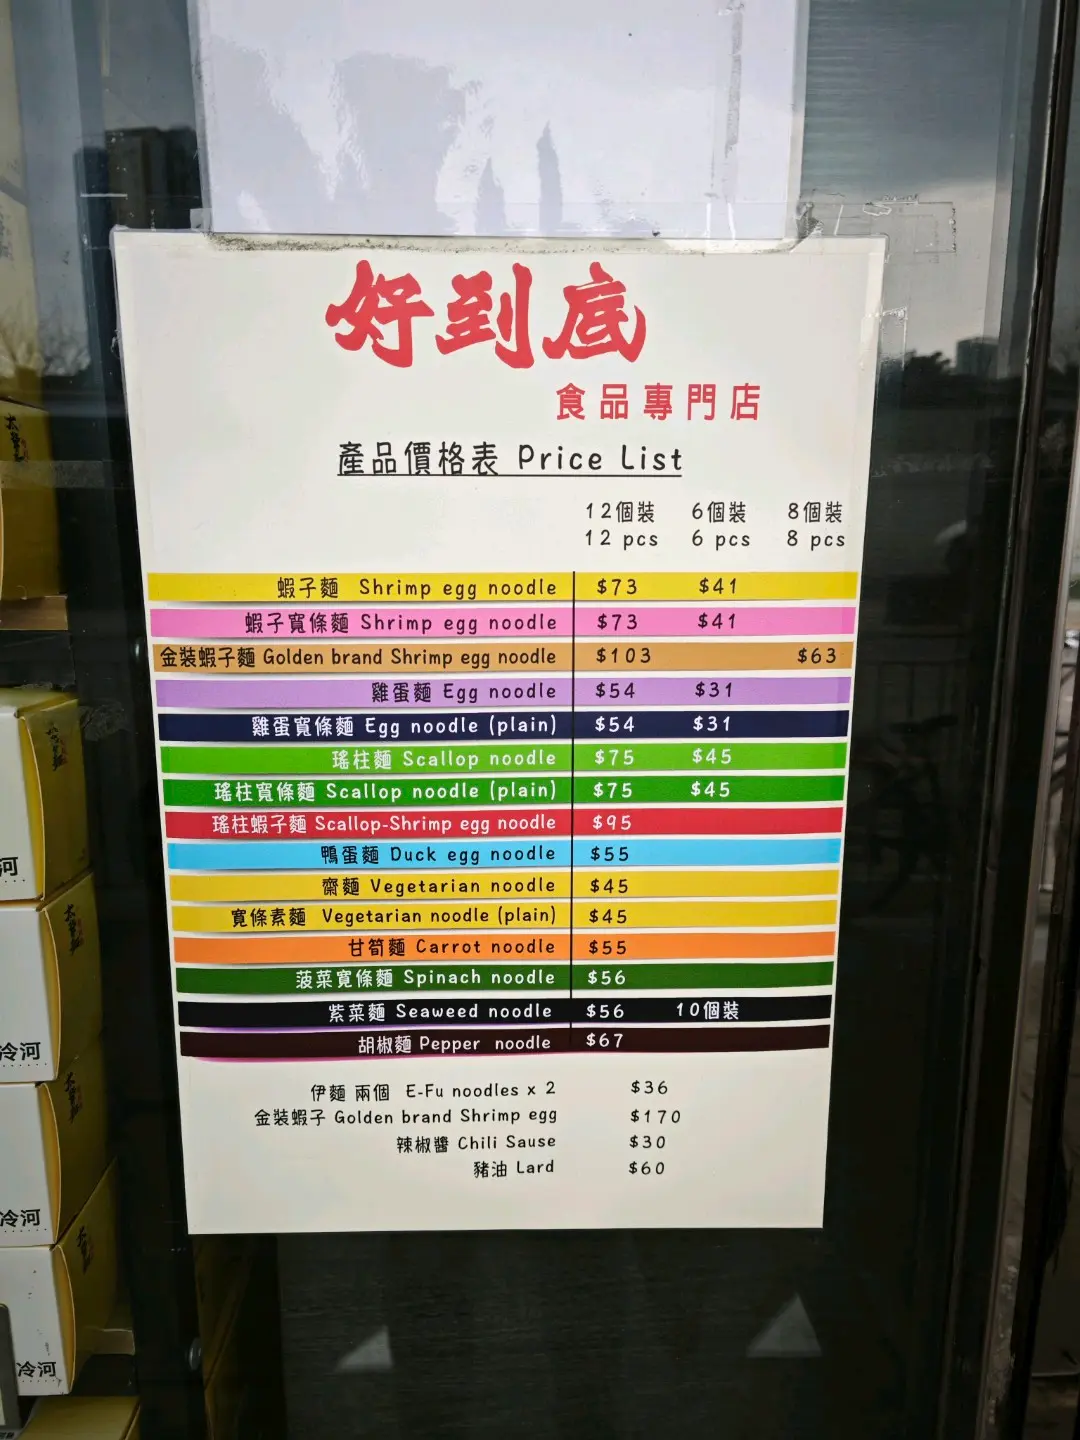 好到底
食品專門店
產品價格表 Price List
12個裝 6個裝 8個裝
12 pcs 6 pcs 8 pcs
蝦子麵 Shrimp egg noodle $73 $41
蝦子寬條麵 Shrimp egg noodle $73 $41
金裝蝦子麵 Golden brand Shrimp egg noodle $103 $63
雞蛋麵 Egg noodle $54 $31
雞蛋寬條麵 Egg noodle (plain) $54 $31
瑤柱麵 Scallop noodle $75 $45
瑤柱寬條麵 Scallop noodle (plain) $75 $45
瑤柱蝦子麵 Scallop-Shrimp egg noodle $95
鴨蛋麵 Duck egg noodle $55
齋麵 Vegetarian noodle $45
寬條素麵 Vegetarian noodle (plain) $45
甘筍麵 Carrot noodle $55
菠菜寬條麵 Spinach noodle $56
紫菜麵 Seaweed noodle $56 10個裝
胡椒麵 Pepper noodle $67
伊麵 兩個 E-Fu noodles x 2 $36
金裝蝦子 Golden brand Shrimp egg $170
辣椒醬 Chili Sause $30
豬油 Lard $60
河
冷河
冷河
冷河